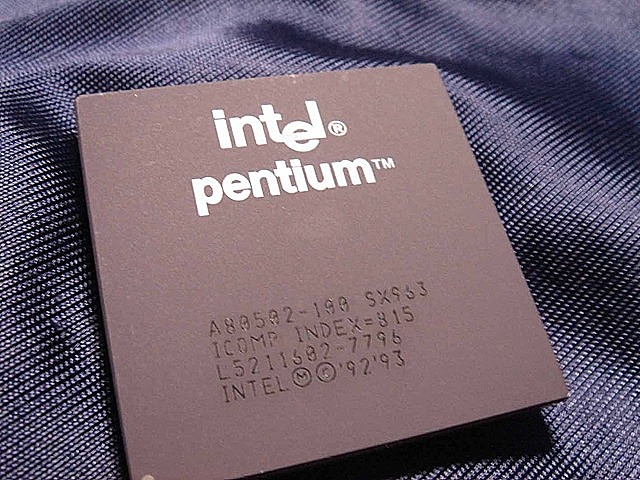 intel®
pentium™
A80502-100 SX963
ICOMP INDEX=815
L5211602-7796
INTEL Ⓜ © '92'93